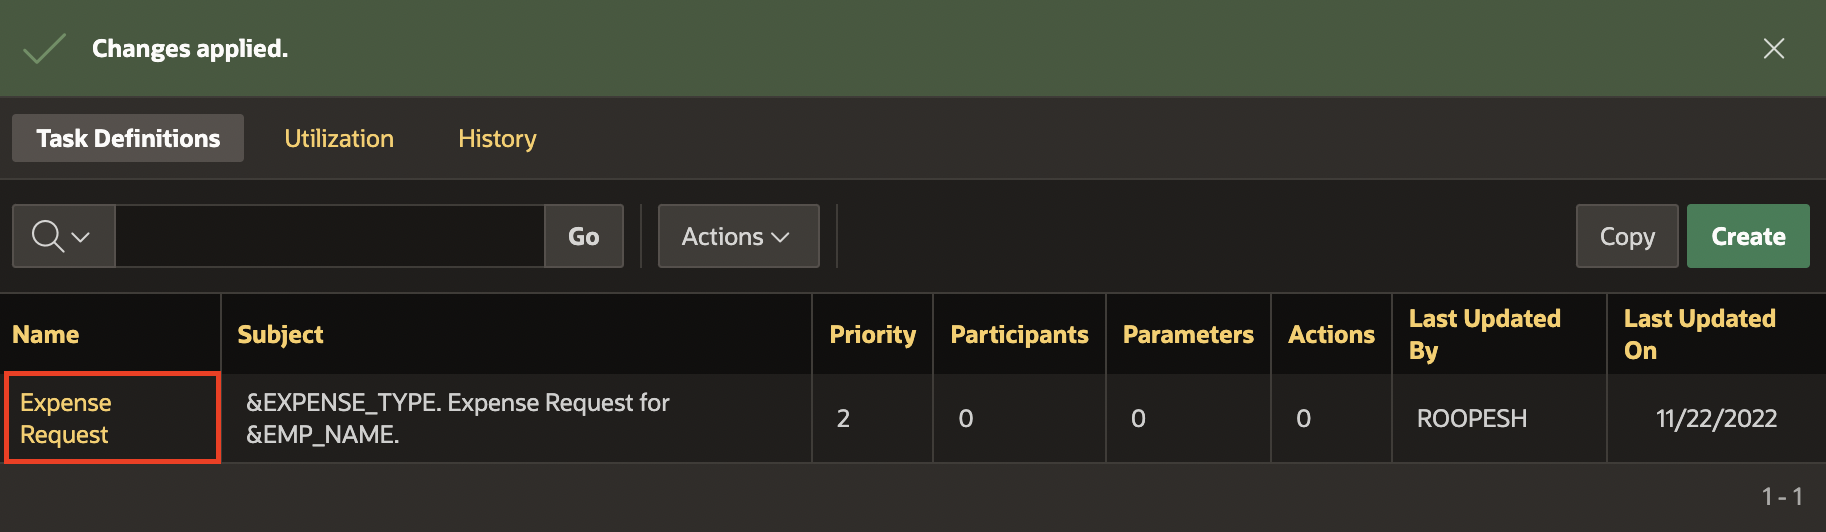 Changes applied.
Task Definitions Utilization History
Go Actions Copy Create
Name Subject Priority Participants Parameters Actions Last Updated By Last Updated On
Expense Request &EXPENSE_TYPE. Expense Request for &EMP_NAME. 2 0 0 0 ROOPESH 11/22/2022
1 - 1